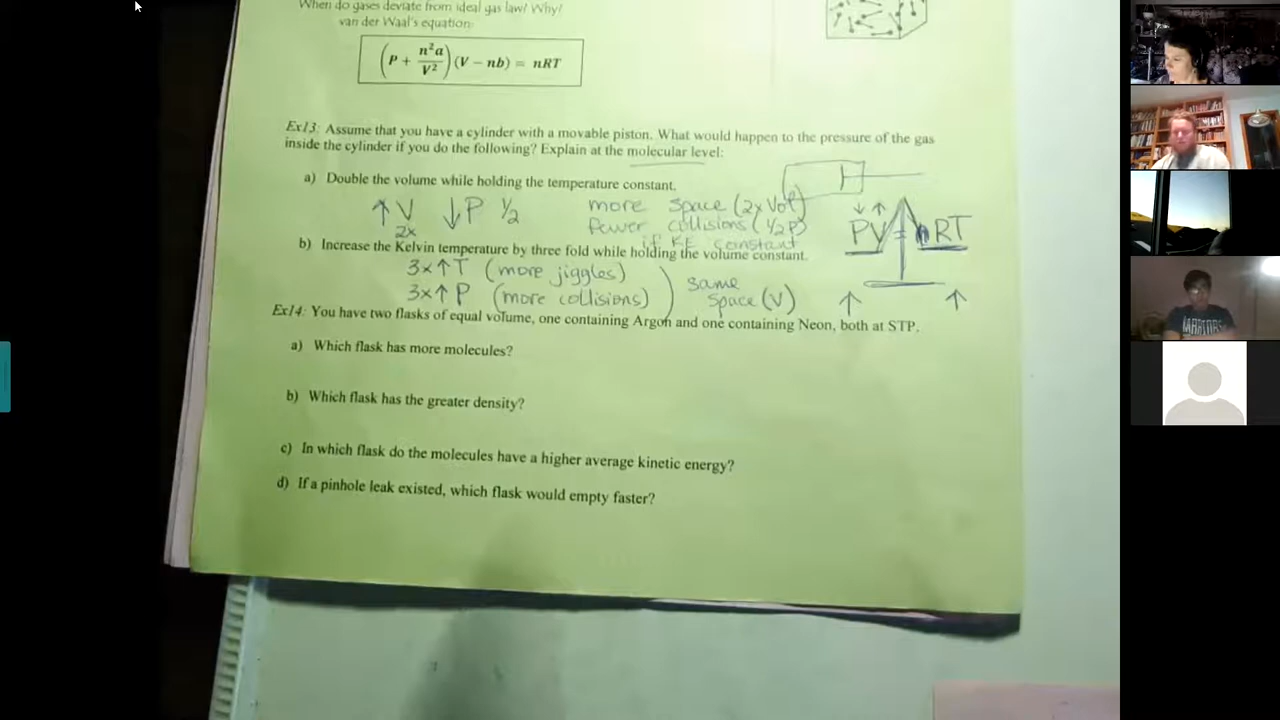 When do gases deviate from ideal gas law? Why?
van der Waal's equation:
(P + n²a/V²) (V − nb) = nRT
Ex13: Assume that you have a cylinder with a movable piston. What would happen to the pressure of the gas
inside the cylinder if you do the following? Explain at the molecular level:
a) Double the volume while holding the temperature constant.
↑V 2x ↓P ½ more space (2x Vol)
fewer collisions (½P)
if KE constant
↓ ↑
PV = nRT
b) Increase the Kelvin temperature by three fold while holding the volume constant.
3x↑T (more jiggles)
3x↑P (more collisions) ) same space (V)
↑ ↑
Ex14: You have two flasks of equal volume, one containing Argon and one containing Neon, both at STP.
a) Which flask has more molecules?
b) Which flask has the greater density?
c) In which flask do the molecules have a higher average kinetic energy?
d) If a pinhole leak existed, which flask would empty faster?
WARRIORS